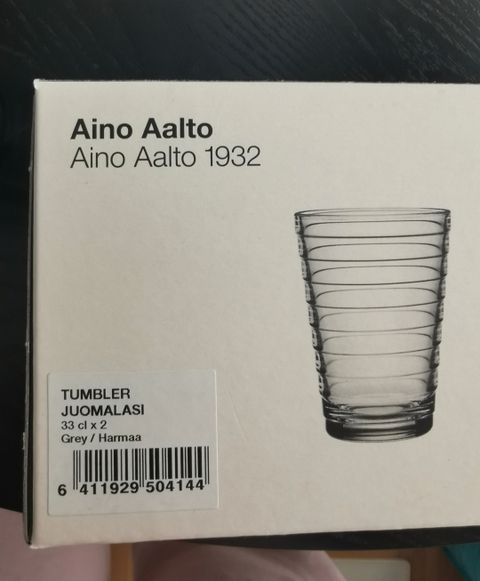 Aino Aalto
Aino Aalto 1932
TUMBLER
JUOMALASI
33 cl x 2
Grey / Harmaa
6 411929 504144